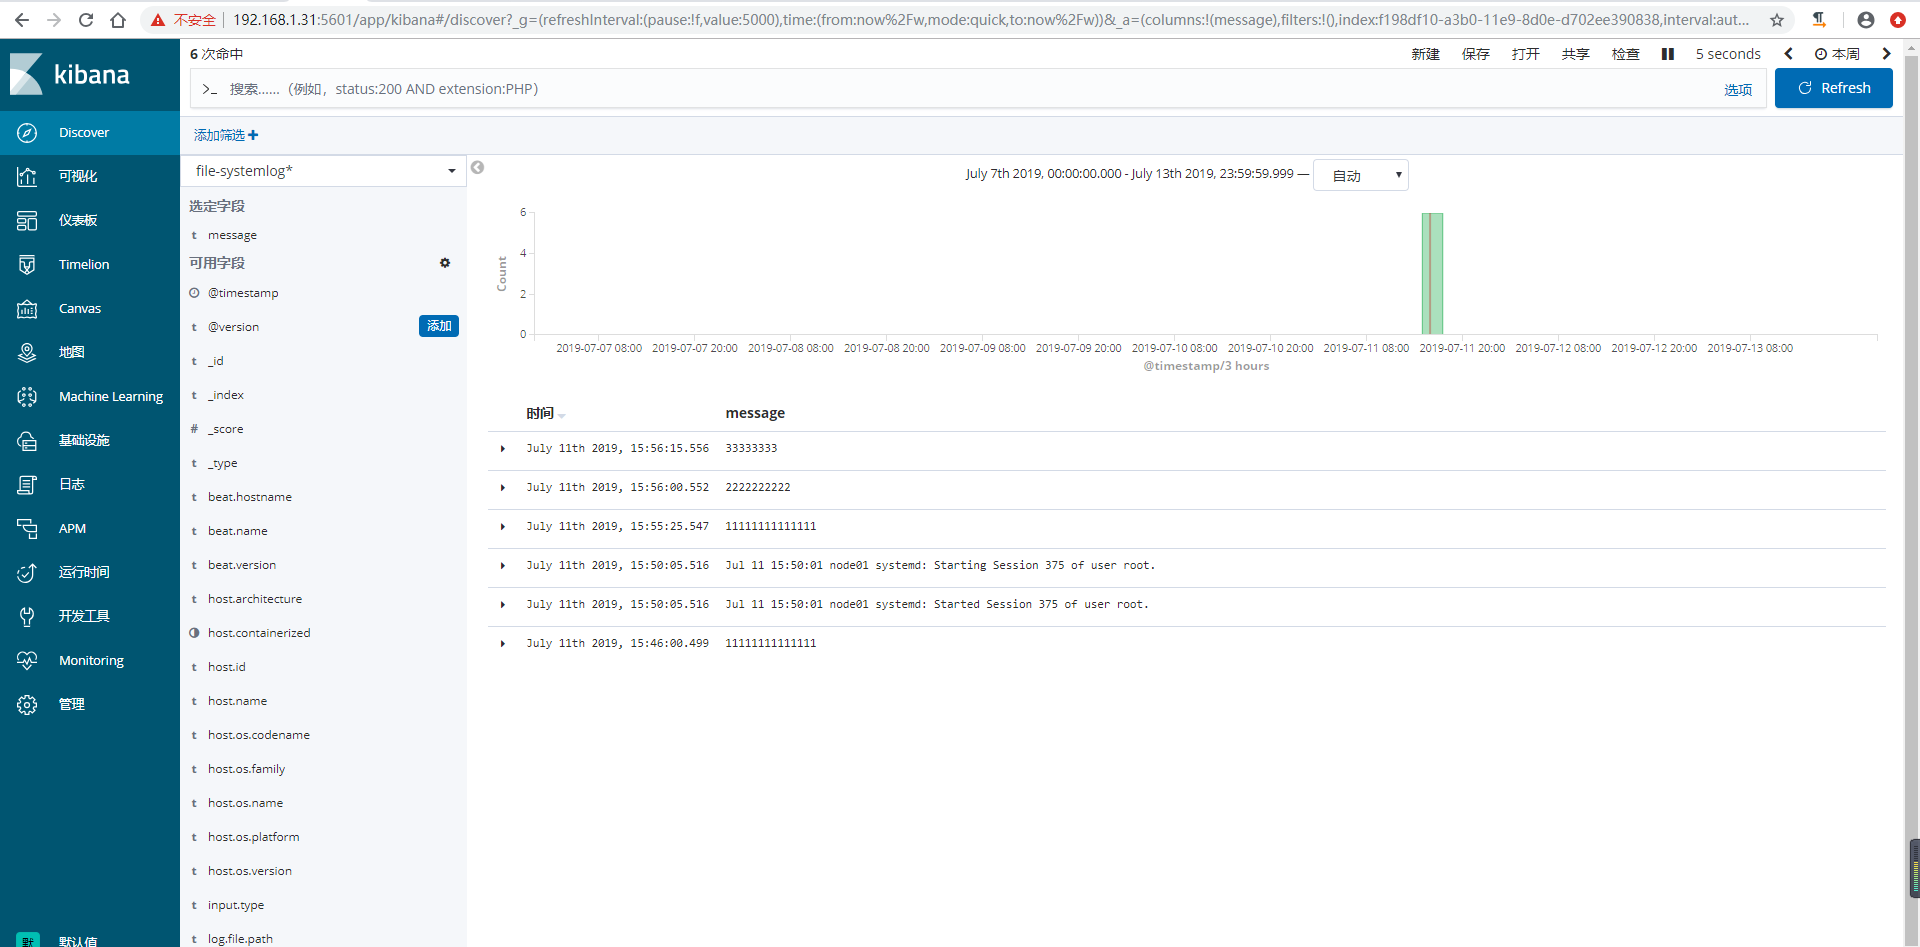 不安全 192.168.1.31:5601/app/kibana#/discover?_g=(refreshInterval:(pause:!f,value:5000),time:(from:now%2Fw,mode:quick,to:now%2Fw))&_a=(columns:!(message),filters:!(),index:f198df10-a3b0-11e9-8d0e-d702ee390838,interval:aut...
kibana
Discover
可视化
仪表板
Timelion
Canvas
地图
Machine Learning
基础设施
日志
APM
运行时间
开发工具
Monitoring
管理
默 默认值
6 次命中
新建 保存 打开 共享 检查 5 seconds 本周
>_ 搜索...... (例如，status:200 AND extension:PHP)
选项
Refresh
添加筛选+
file-systemlog*
选定字段
t message
可用字段
@timestamp
t @version
添加
t _id
t _index
# _score
t _type
t beat.hostname
t beat.name
t beat.version
t host.architecture
host.containerized
t host.id
t host.name
t host.os.codename
t host.os.family
t host.os.name
t host.os.platform
t host.os.version
t input.type
t log.file.path
July 7th 2019, 00:00:00.000 - July 13th 2019, 23:59:59.999 —
自动
Count
6
4
2
0
2019-07-07 08:00 2019-07-07 20:00 2019-07-08 08:00 2019-07-08 20:00 2019-07-09 08:00 2019-07-09 20:00 2019-07-10 08:00 2019-07-10 20:00 2019-07-11 08:00 2019-07-11 20:00 2019-07-12 08:00 2019-07-12 20:00 2019-07-13 08:00
@timestamp/3 hours
时间 message
July 11th 2019, 15:56:15.556 33333333
July 11th 2019, 15:56:00.552 2222222222
July 11th 2019, 15:55:25.547 11111111111111
July 11th 2019, 15:50:05.516 Jul 11 15:50:01 node01 systemd: Starting Session 375 of user root.
July 11th 2019, 15:50:05.516 Jul 11 15:50:01 node01 systemd: Started Session 375 of user root.
July 11th 2019, 15:46:00.499 11111111111111